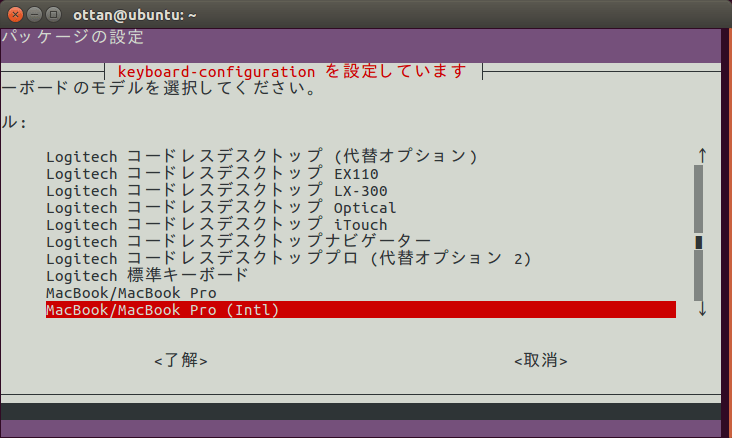 ottan@ubuntu: ~
パッケージの設定
keyboard-configuration を設定しています
ーボードのモデルを選択してください。
ル:
Logitech コードレスデスクトップ (代替オプション)
Logitech コードレスデスクトップ EX110
Logitech コードレスデスクトップ LX-300
Logitech コードレスデスクトップ Optical
Logitech コードレスデスクトップ iTouch
Logitech コードレスデスクトップナビゲーター
Logitech コードレスデスクトッププロ (代替オプション 2)
Logitech 標準キーボード
MacBook/MacBook Pro
MacBook/MacBook Pro (Intl)
<了解> <取消>